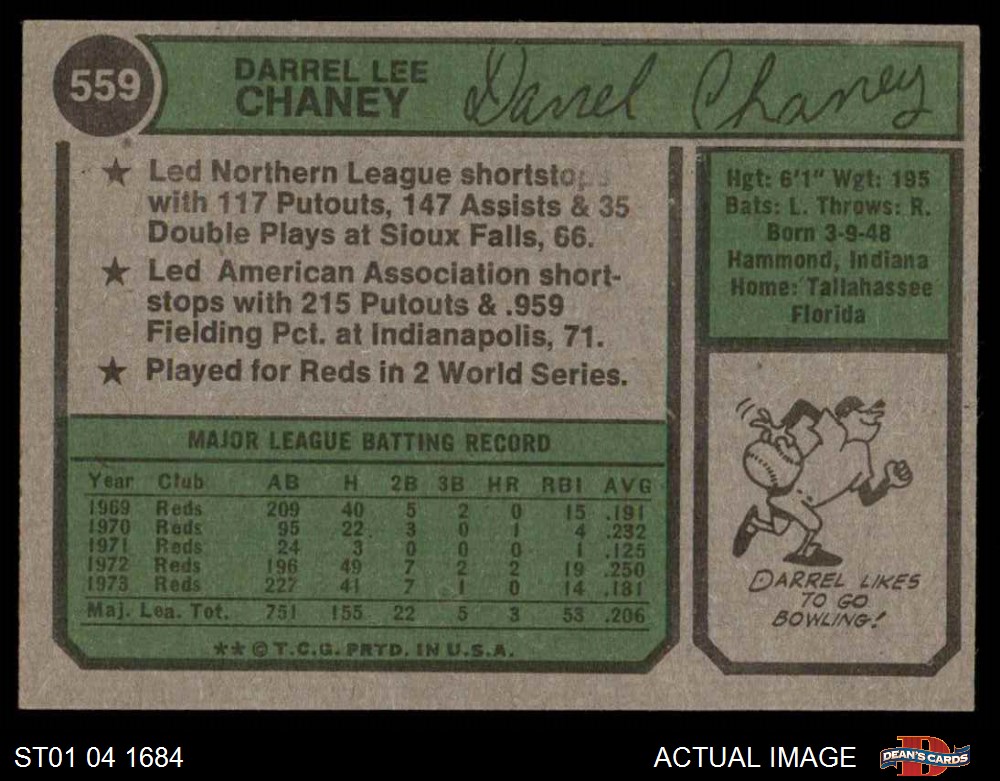 559
DARREL LEE
CHANEY
Darrel Chaney
★ Led Northern League shortstops
with 117 Putouts, 147 Assists & 35
Double Plays at Sioux Falls, 66.
★ Led American Association short-
stops with 215 Putouts & .959
Fielding Pct. at Indianapolis, 71.
★ Played for Reds in 2 World Series.
Hgt: 6'1" Wgt: 195
Bats: L. Throws: R.
Born 3-9-48
Hammond, Indiana
Home: Tallahassee
Florida
MAJOR LEAGUE BATTING RECORD
Year Club AB H 2B 3B HR RBI AVG
1969 Reds 209 40 5 2 0 15 .191
1970 Reds 95 22 3 0 1 4 .232
1971 Reds 24 3 0 0 0 1 .125
1972 Reds 196 49 7 2 2 19 .250
1973 Reds 227 41 7 1 0 14 .181
Maj. Lea. Tot. 751 155 22 5 3 53 .206
★★ © T.C.G. PRTD. IN U.S.A.
DARREL LIKES
TO GO
BOWLING!
ST01 04 1684
ACTUAL IMAGE
D
DEAN'S CARDS